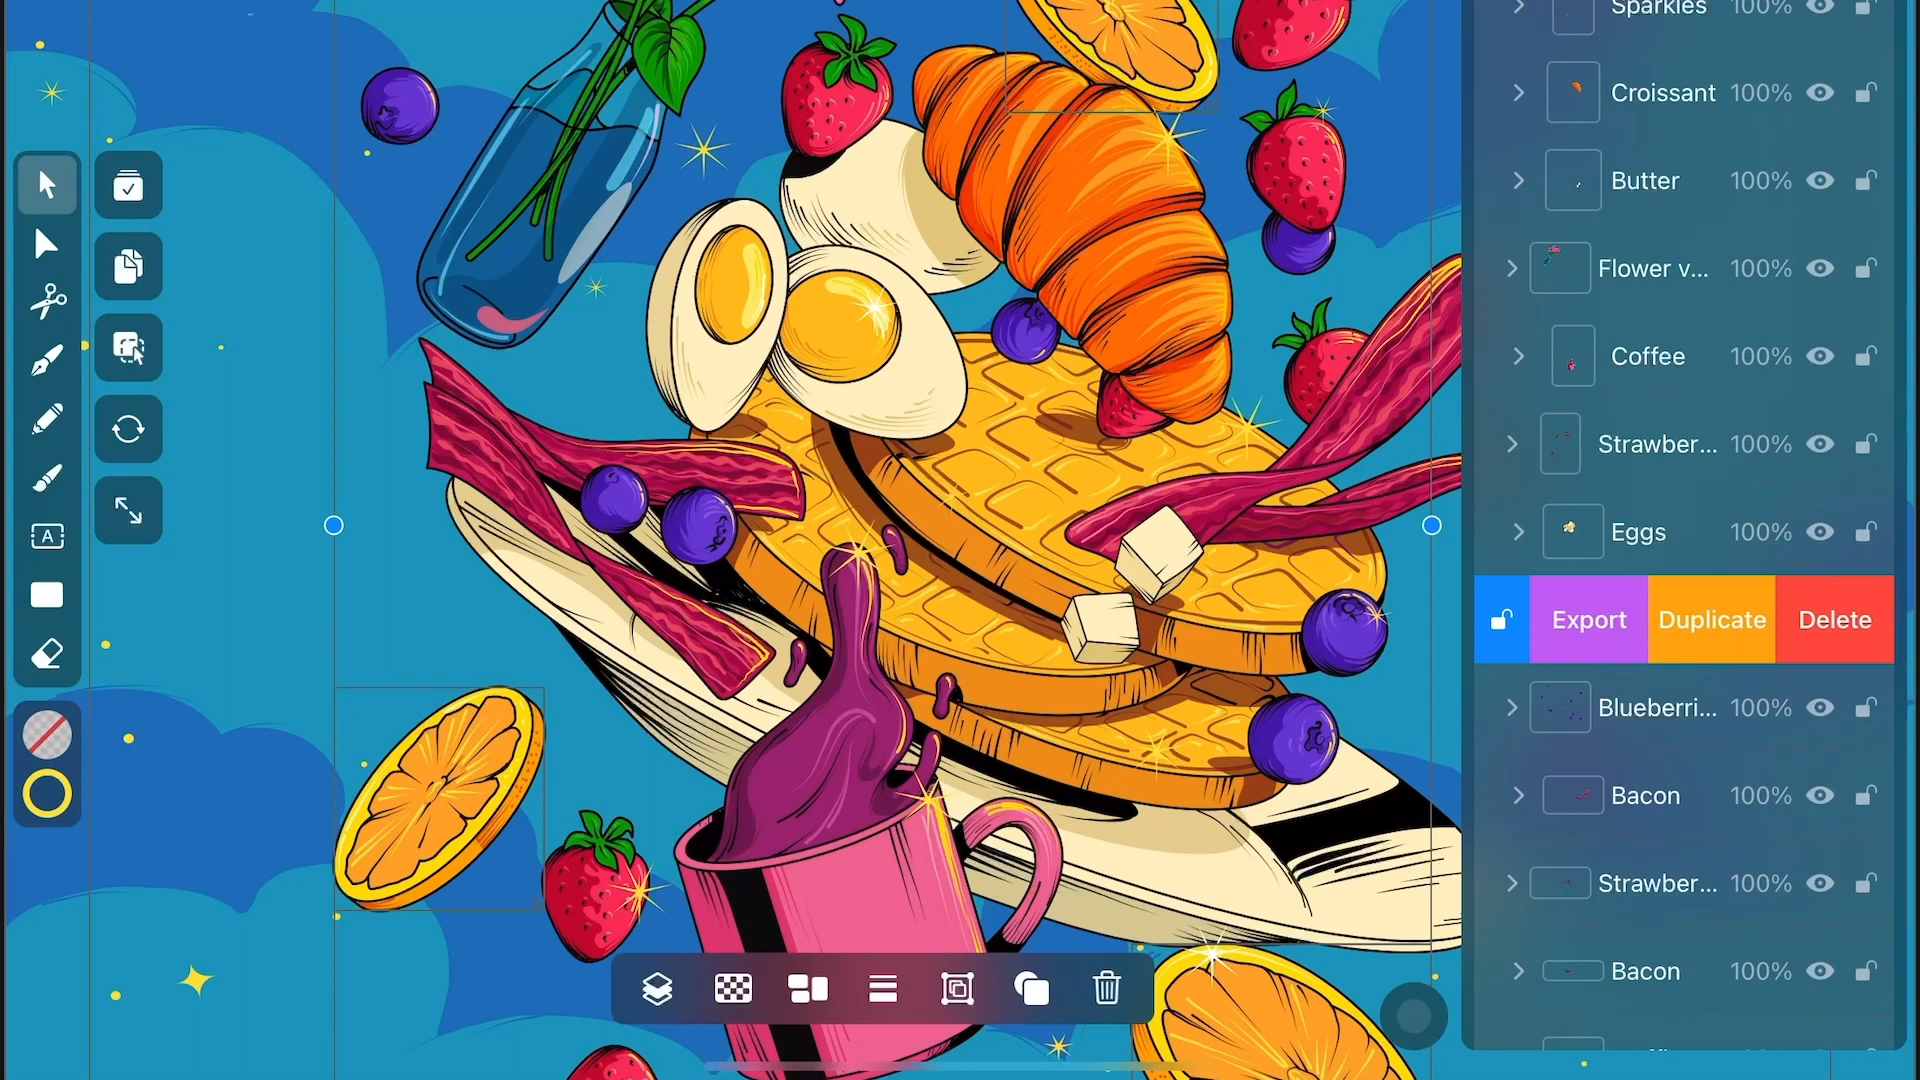 Sparkles 100%
Croissant 100%
Butter 100%
Flower v... 100%
Coffee 100%
Strawber... 100%
Eggs 100%
Export Duplicate Delete
Blueberri... 100%
Bacon 100%
Strawber... 100%
Bacon 100%
A